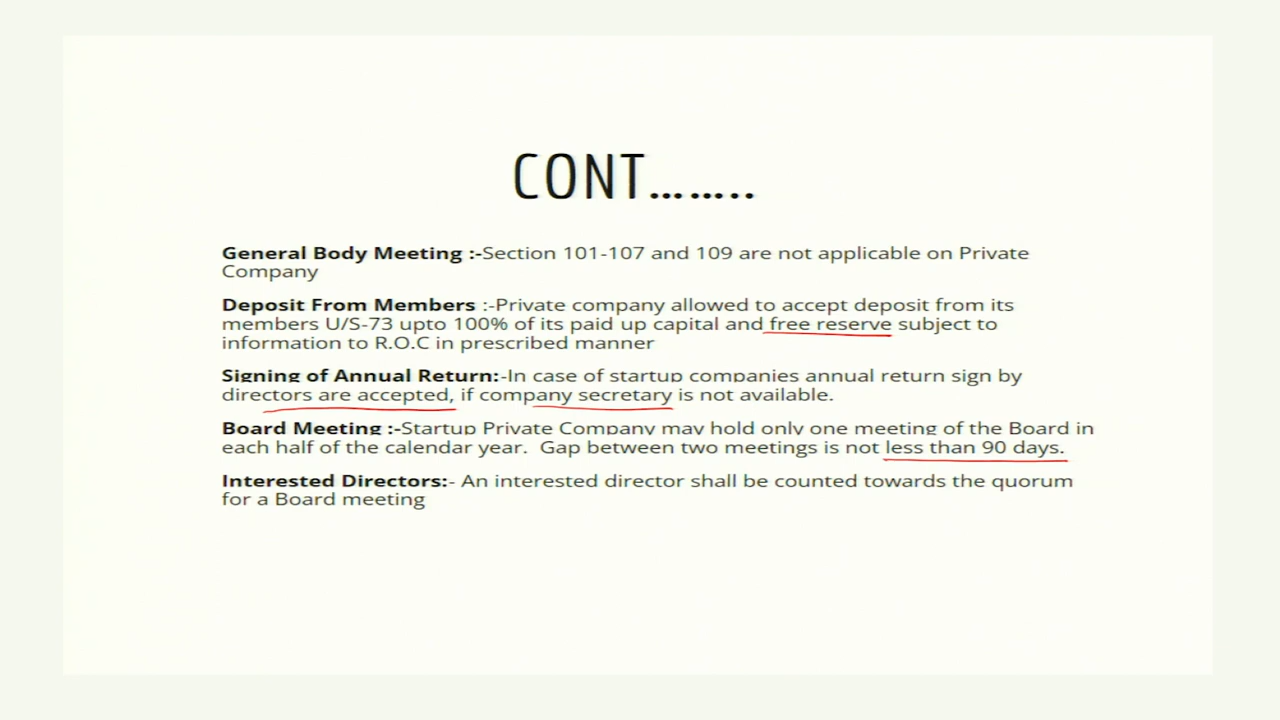 CONT........
General Body Meeting :-Section 101-107 and 109 are not applicable on Private
Company
Deposit From Members :-Private company allowed to accept deposit from its
members U/S-73 upto 100% of its paid up capital and free reserve subject to
information to R.O.C in prescribed manner
Signing of Annual Return:-In case of startup companies annual return sign by
directors are accepted, if company secretary is not available.
Board Meeting :-Startup Private Company may hold only one meeting of the Board in
each half of the calendar year.  Gap between two meetings is not less than 90 days.
Interested Directors:- An interested director shall be counted towards the quorum
for a Board meeting